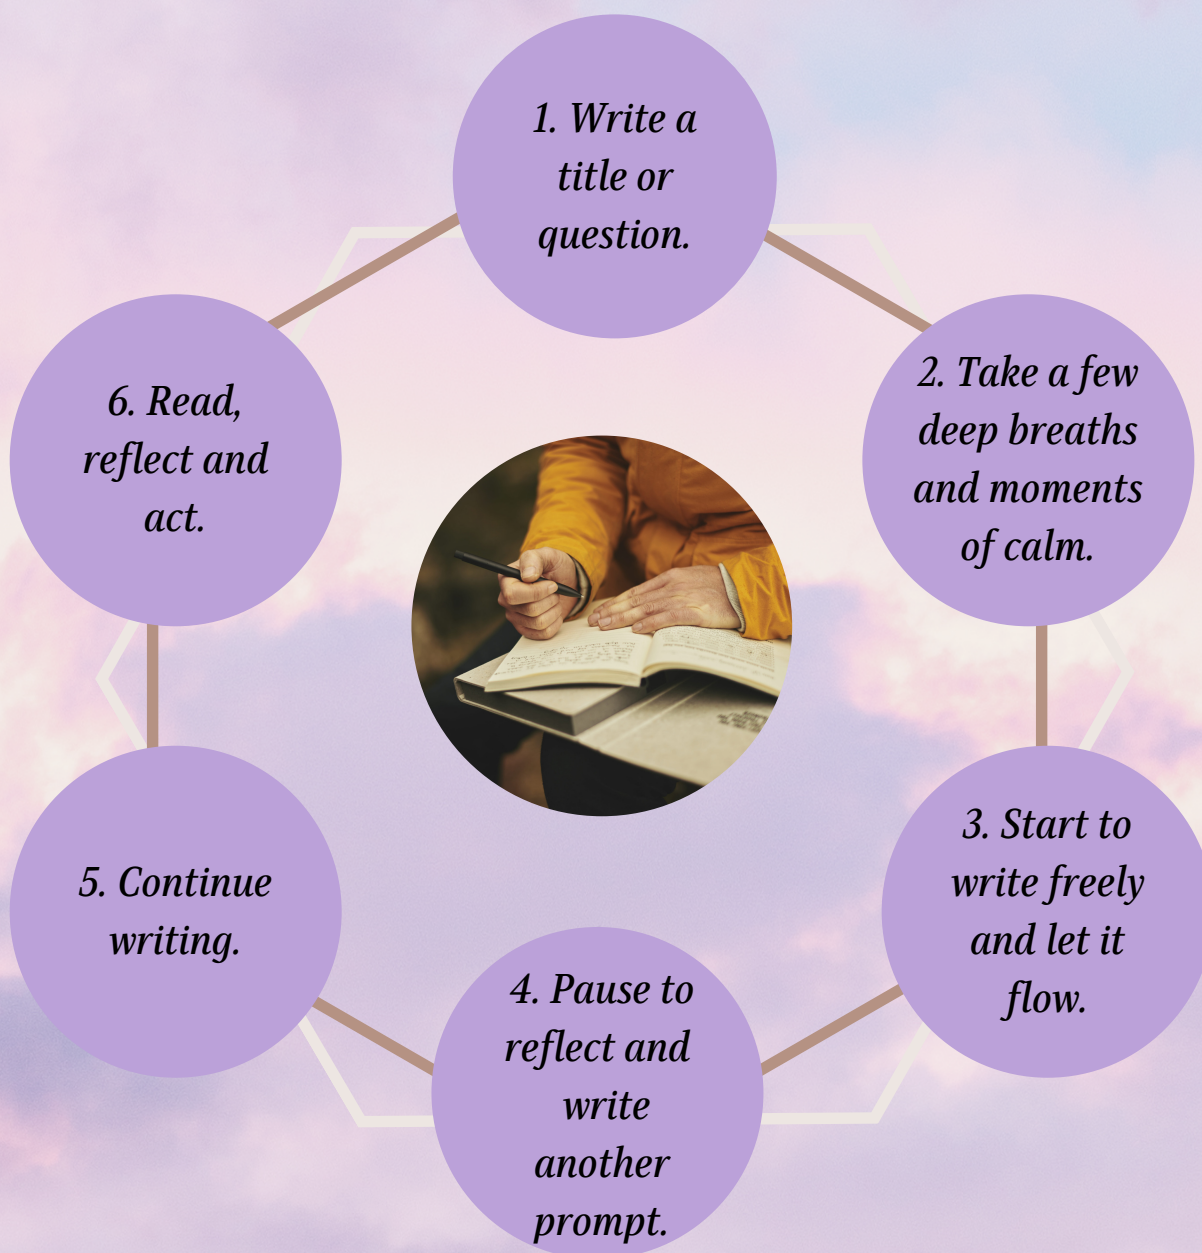 1. Write a
title or
question.
2. Take a few
deep breaths
and moments
of calm.
3. Start to
write freely
and let it
flow.
4. Pause to
reflect and
write
another
prompt.
5. Continue
writing.
6. Read,
reflect and
act.